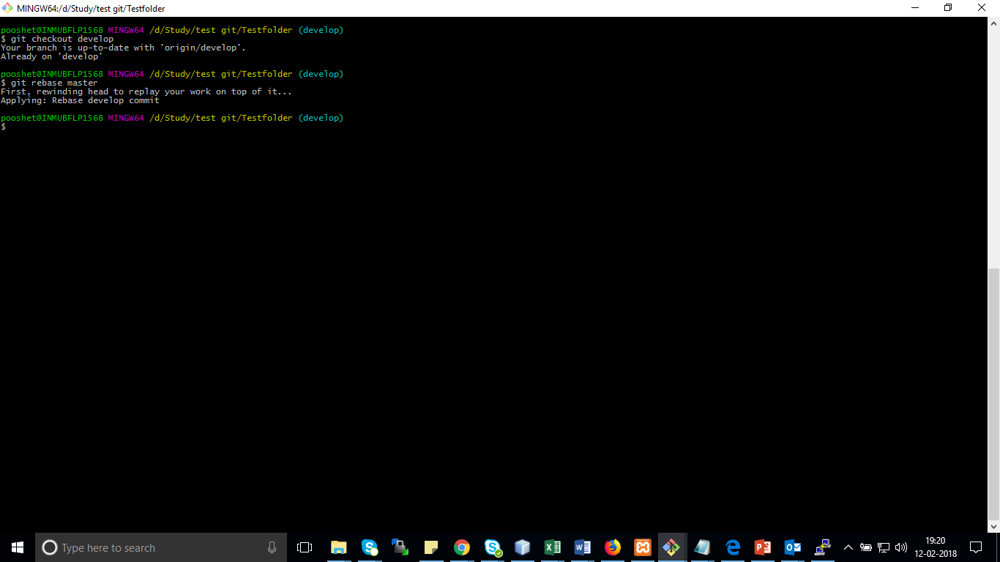 MINGW64:/d/Study/test git/Testfolder
pooshet@INMUBFLP1568 MINGW64 /d/Study/test git/Testfolder (develop)
$ git checkout develop
Your branch is up-to-date with 'origin/develop'.
Already on 'develop'
pooshet@INMUBFLP1568 MINGW64 /d/Study/test git/Testfolder (develop)
$ git rebase master
First, rewinding head to replay your work on top of it...
Applying: Rebase develop commit
pooshet@INMUBFLP1568 MINGW64 /d/Study/test git/Testfolder (develop)
$
Type here to search
19:20
12-02-2018